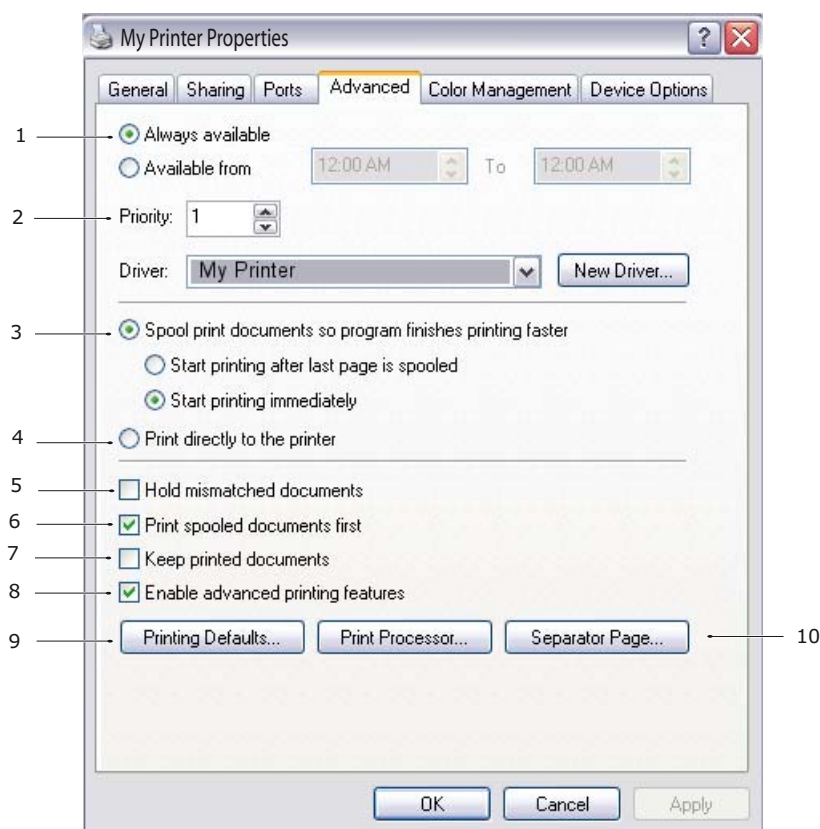 My Printer Properties
General Sharing Ports Advanced Color Management Device Options
1 Always available
Available from 12:00 AM To 12:00 AM
2 Priority: 1
Driver: My Printer New Driver...
3 Spool print documents so program finishes printing faster
Start printing after last page is spooled
Start printing immediately
4 Print directly to the printer
5 Hold mismatched documents
6 Print spooled documents first
7 Keep printed documents
8 Enable advanced printing features
9 Printing Defaults... Print Processor... Separator Page... 10
OK Cancel Apply